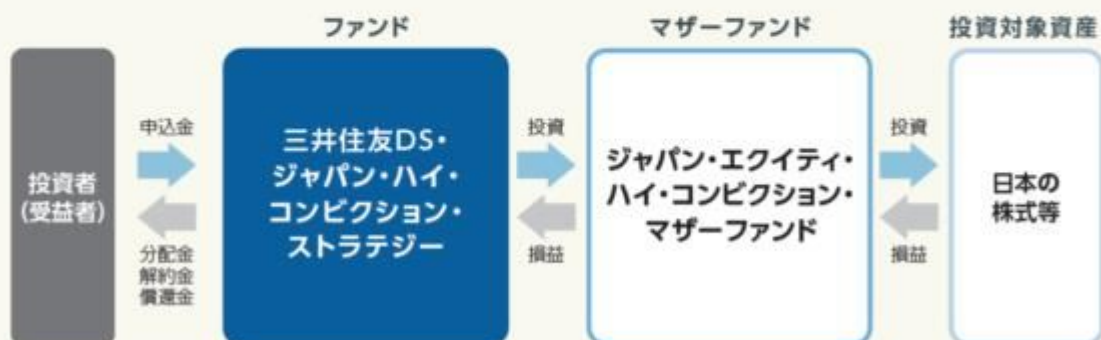 ファンド
マザーファンド
投資対象資産
投資者
(受益者)
申込金
分配金
解約金
償還金
三井住友DS・
ジャパン・ハイ・
コンビクション・
ストラテジー
投資
損益
ジャパン・エクイティ・
ハイ・コンビクション・
マザーファンド
投資
損益
日本の
株式等